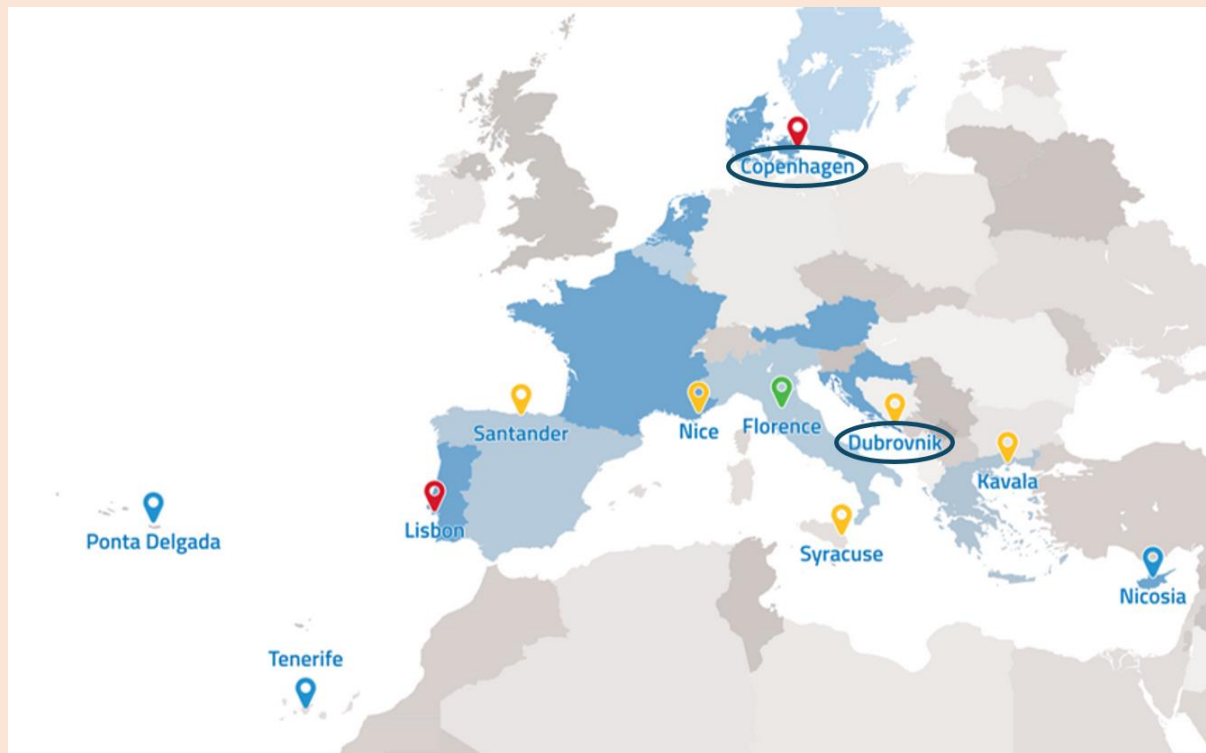 Copenhagen
Santander
Nice
Florence
Dubrovnik
Kavala
Lisbon
Ponta Delgada
Syracuse
Nicosia
Tenerife